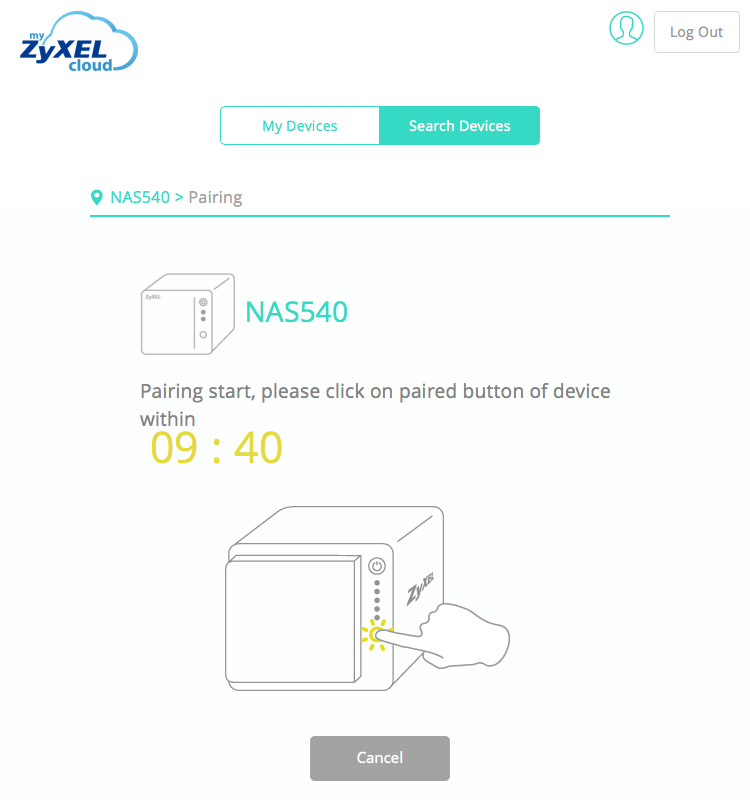 my
ZyXEL
cloud
Log Out
My Devices
Search Devices
NAS540 > Pairing
ZyXEL
NAS540
Pairing start, please click on paired button of device
within
09 : 40
ZyXEL
Cancel